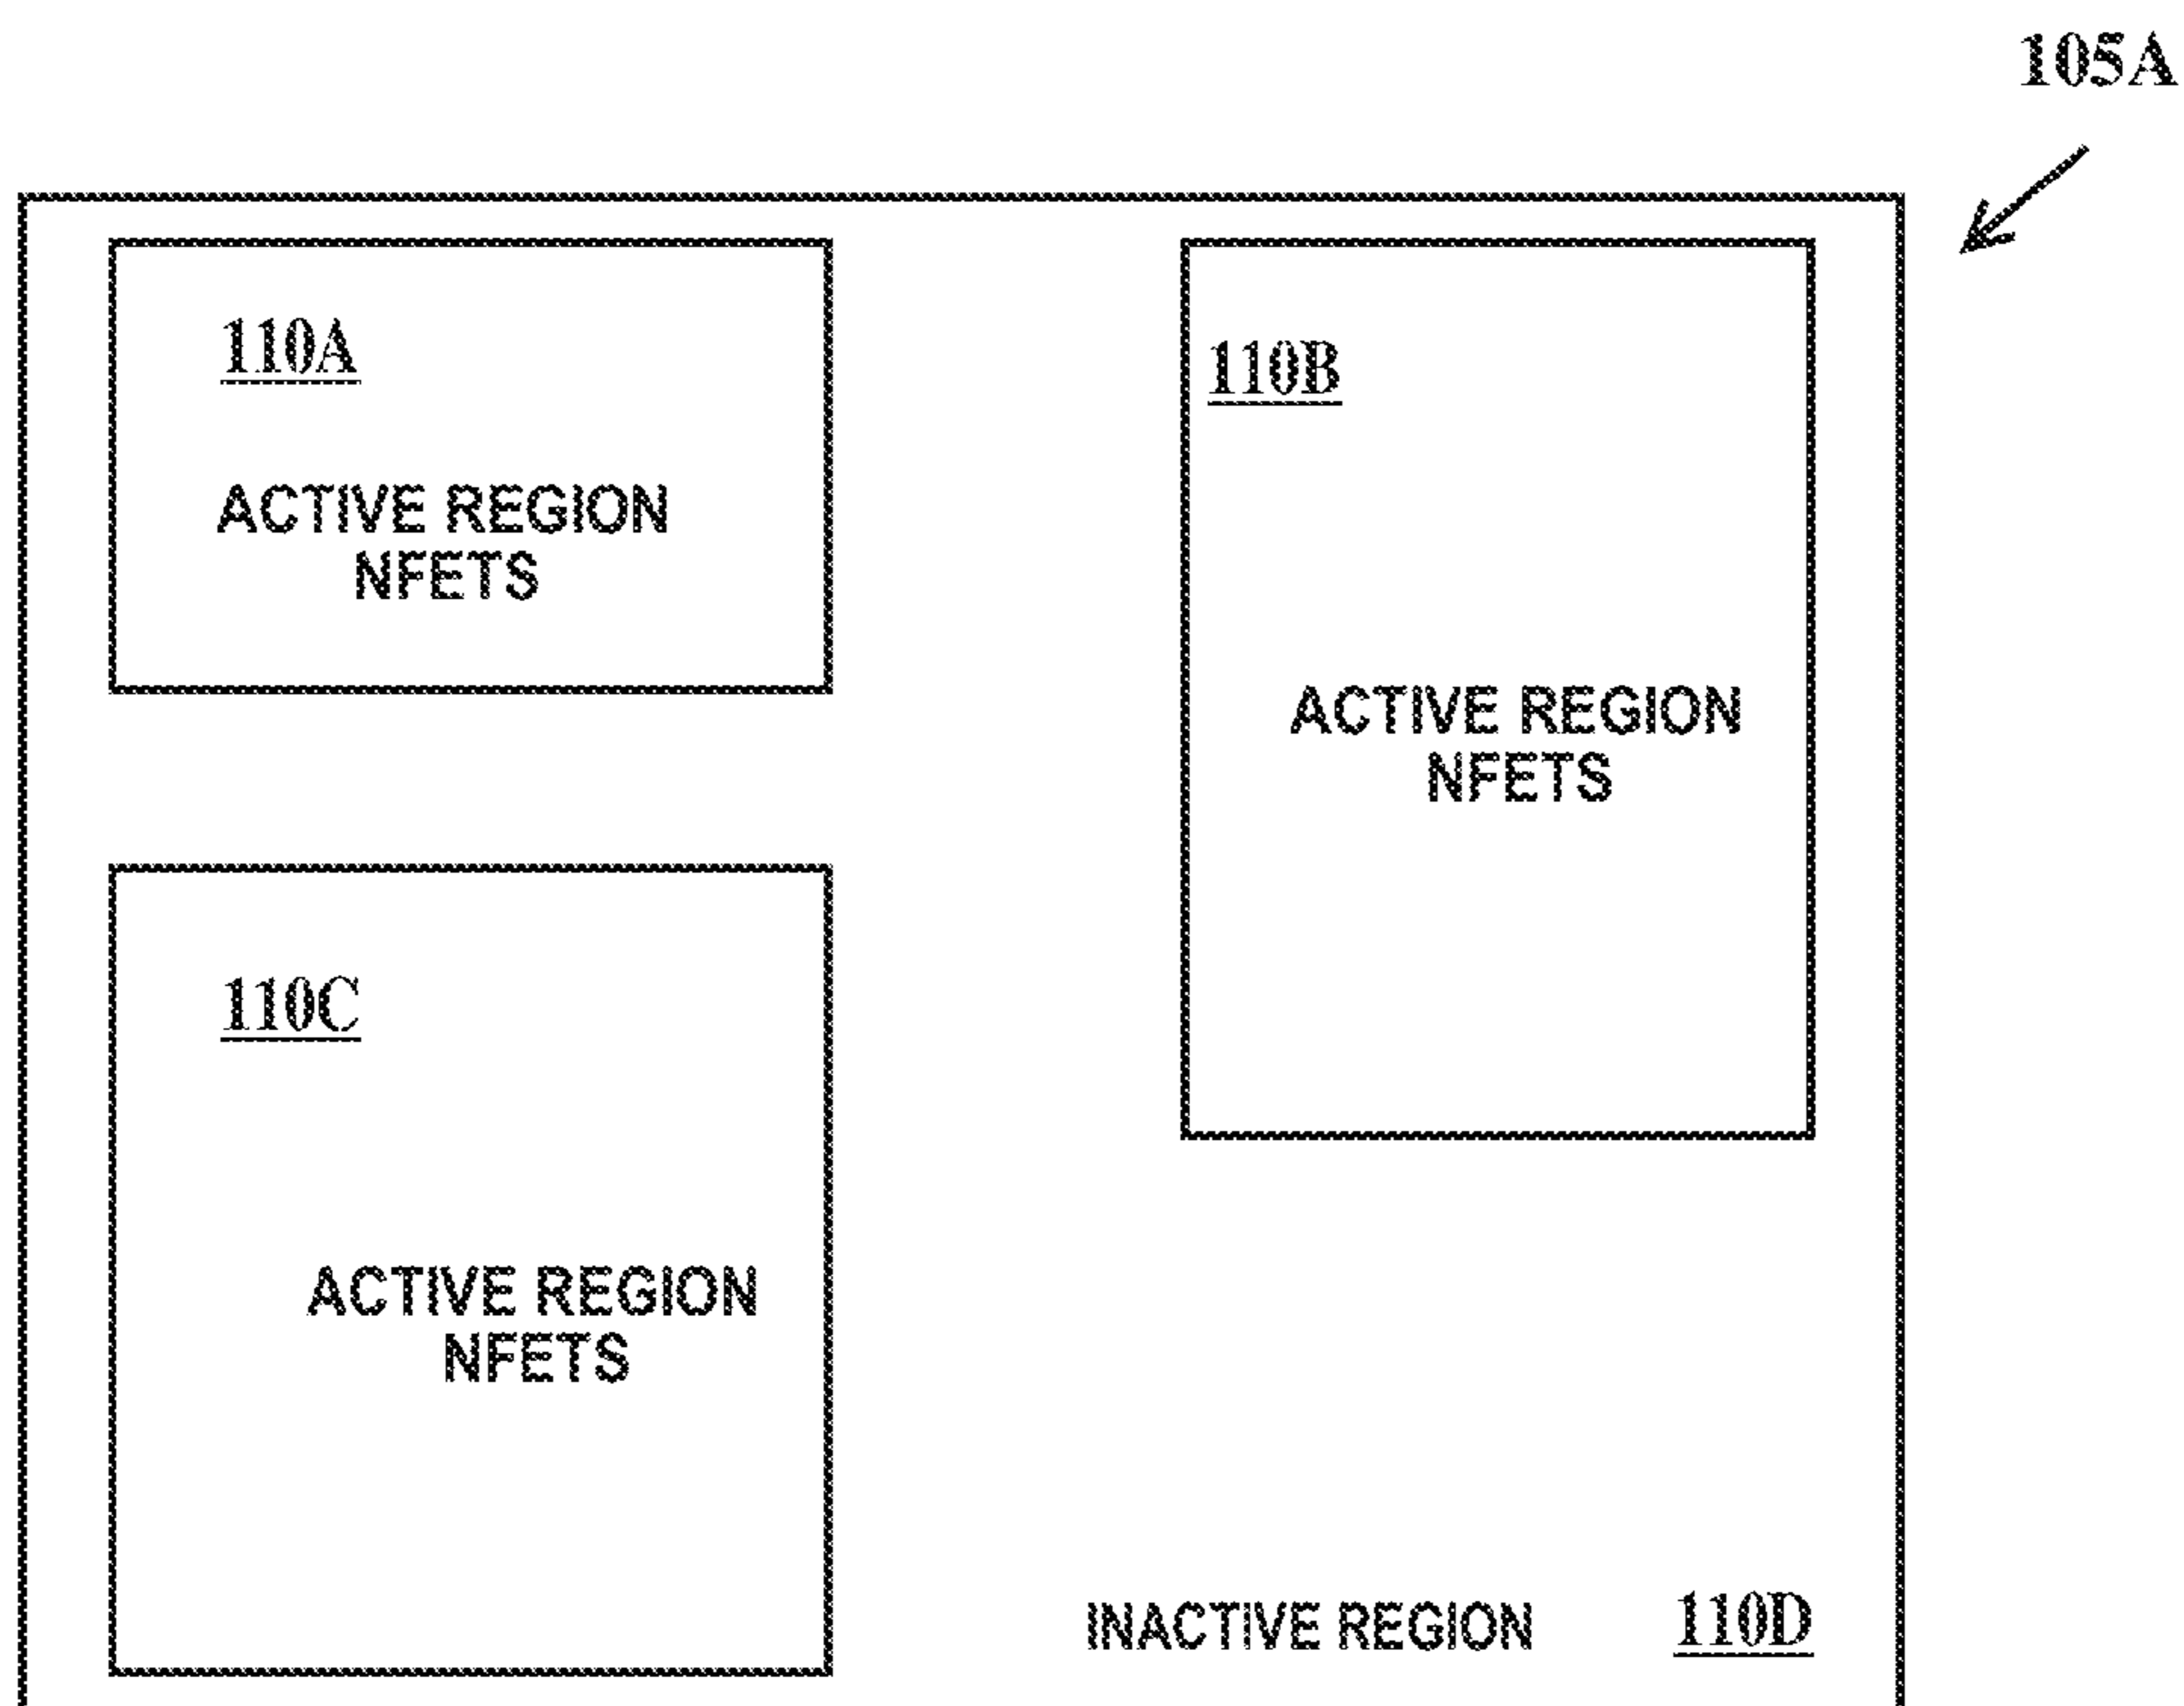 105A
110A
ACTIVE REGION
NFETS
110B
ACTIVE REGION
NFETS
110C
ACTIVE REGION
NFETS
INACTIVE REGION 110D